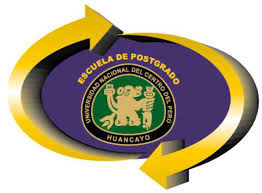 ESCUELA DE POSTGRADO
UNIVERSIDAD NACIONAL DEL CENTRO DEL PERU
HUANCAYO